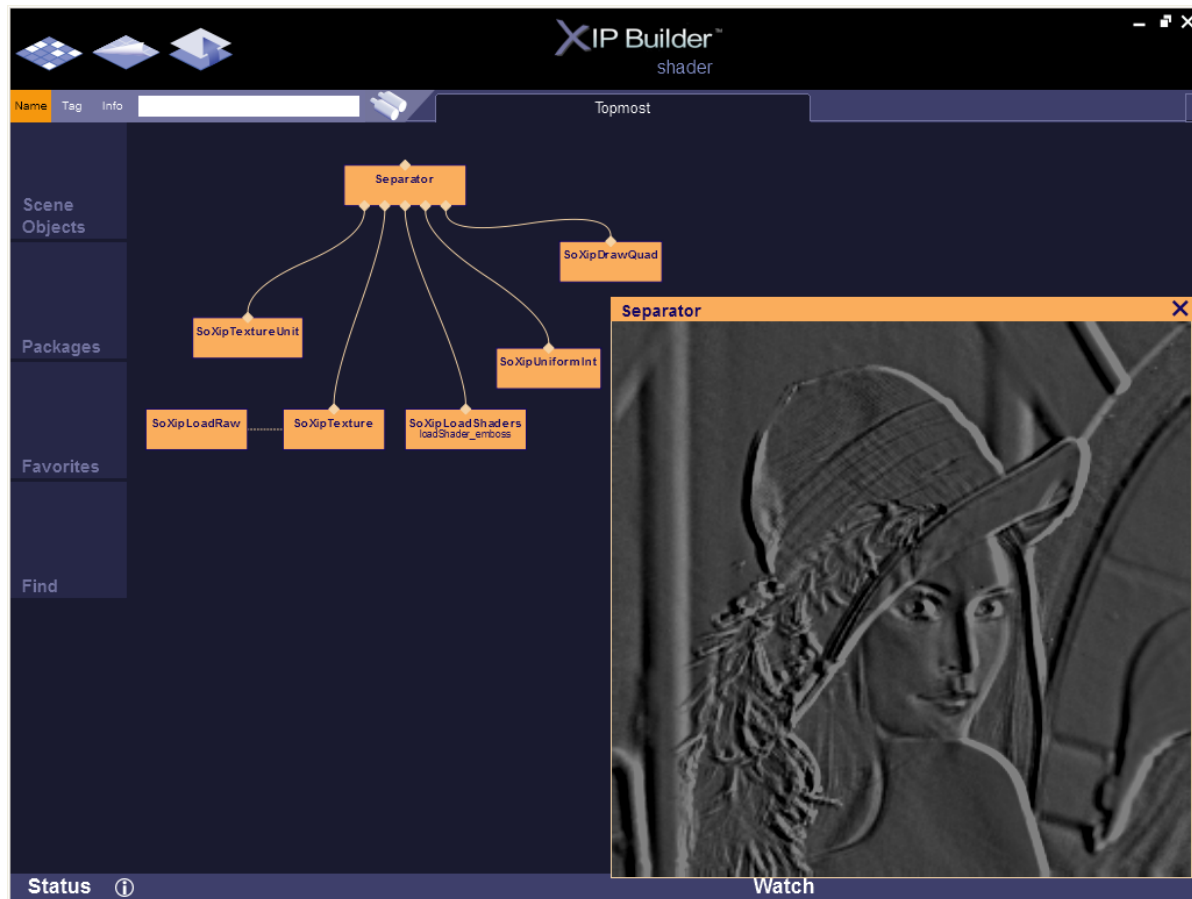 XIP Builder™
shader
Name Tag Info
Topmost
Scene
Objects
Packages
Favorites
Find
Separator
SoXipDrawQuad
SoXipTextureUnit
SoXipUniformInt
SoXipLoadRaw
SoXipTexture
SoXipLoadShaders
loadShader_emboss
Separator
Status
Watch